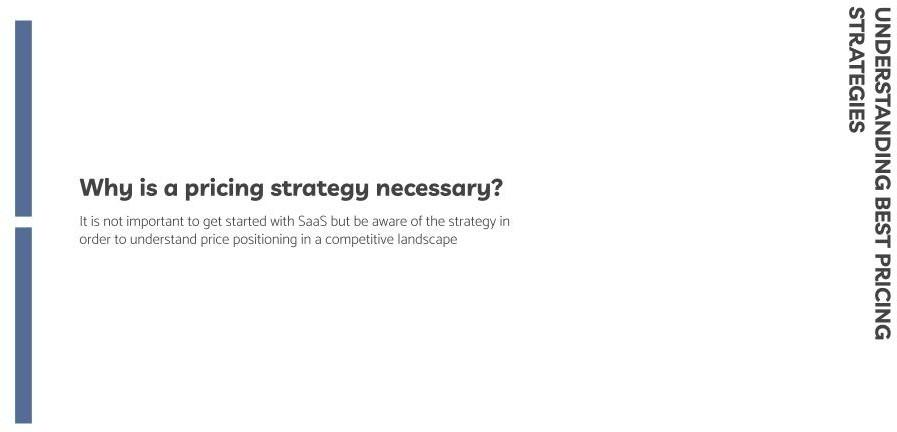 UNDERSTANDING BEST PRICING
STRATEGIES
Why is a pricing strategy necessary?
It is not important to get started with SaaS but be aware of the strategy in
order to understand price positioning in a competitive landscape